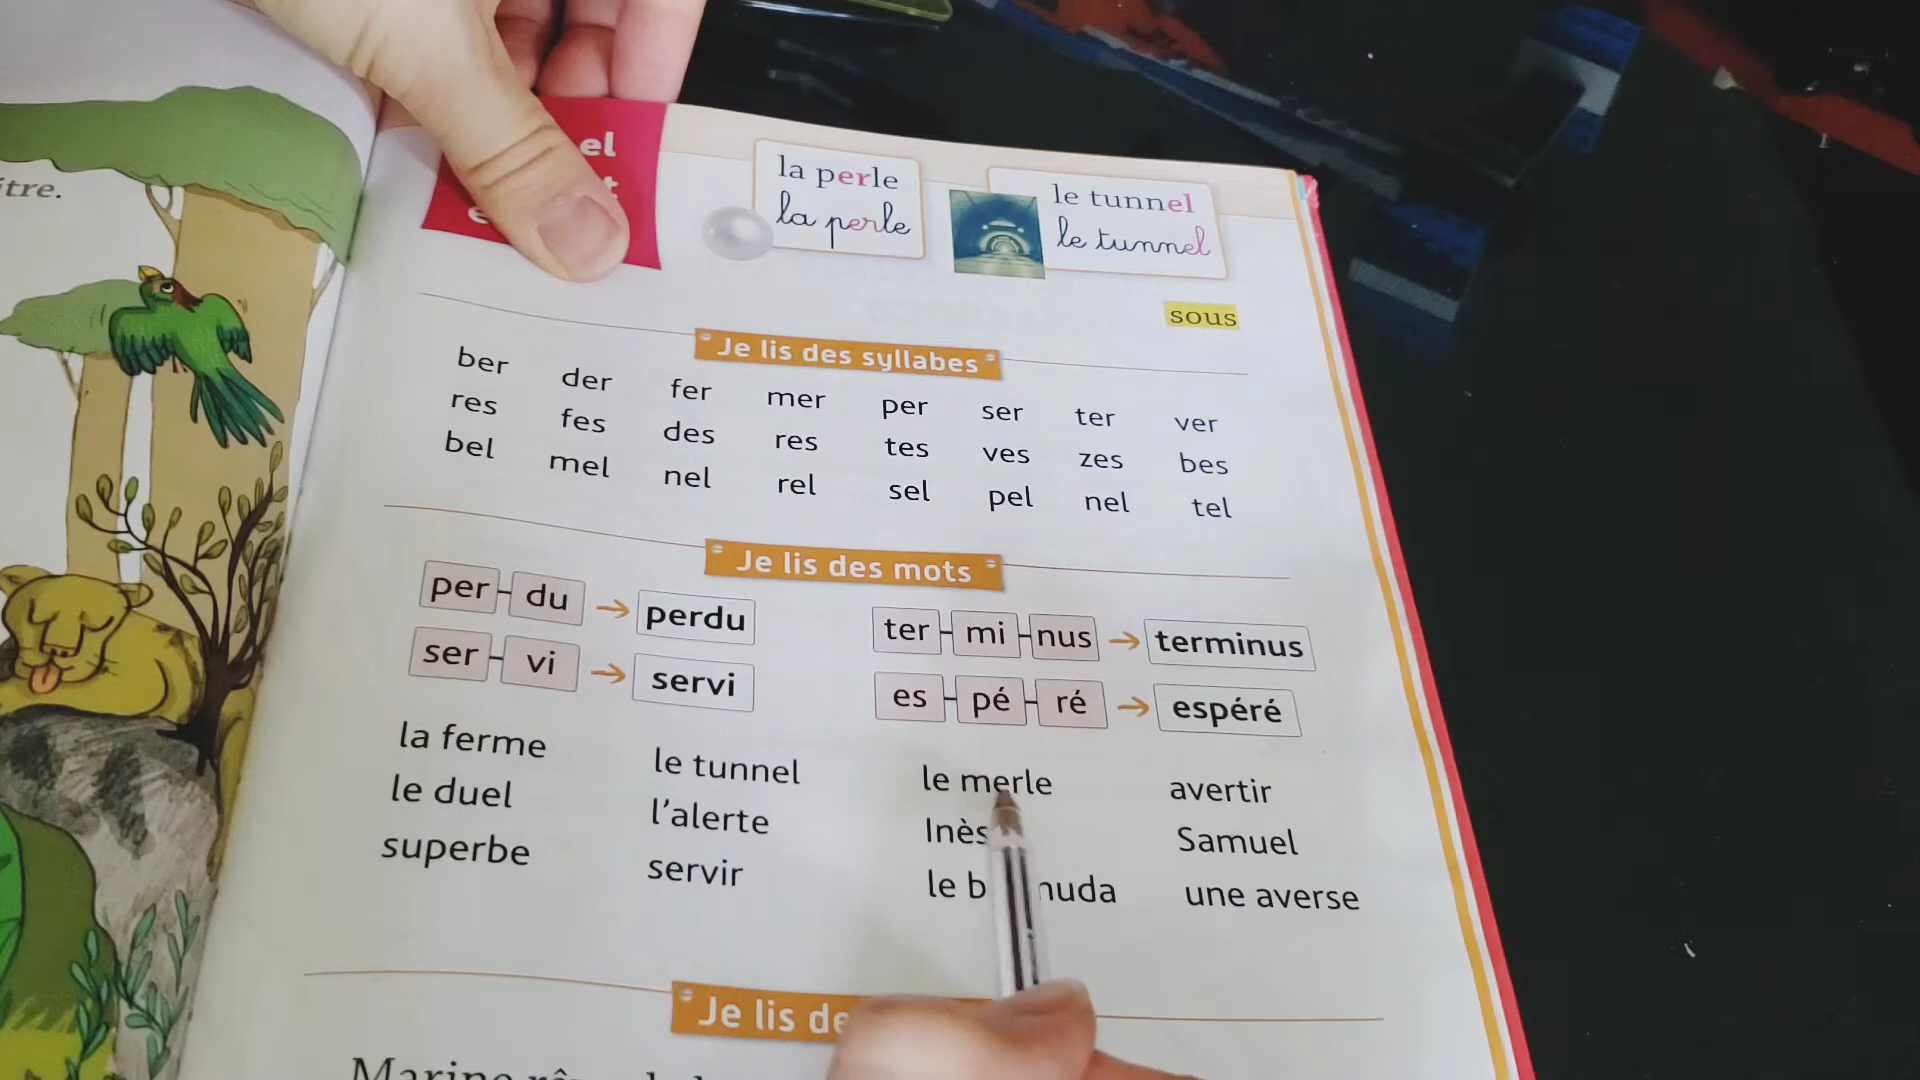 itre.
el
la perle
la perle
le tunnel
le tunnel
sous
Je lis des syllabes
ber der fer mer per ser ter ver
res fes des res tes ves zes bes
bel mel nel rel sel pel nel tel
Je lis des mots
per - du → perdu
ter - mi - nus → terminus
ser - vi → servi
es - pé - ré → espéré
la ferme le tunnel le merle avertir
le duel l'alerte Inès Samuel
superbe servir le une averse
Je lis
Marine